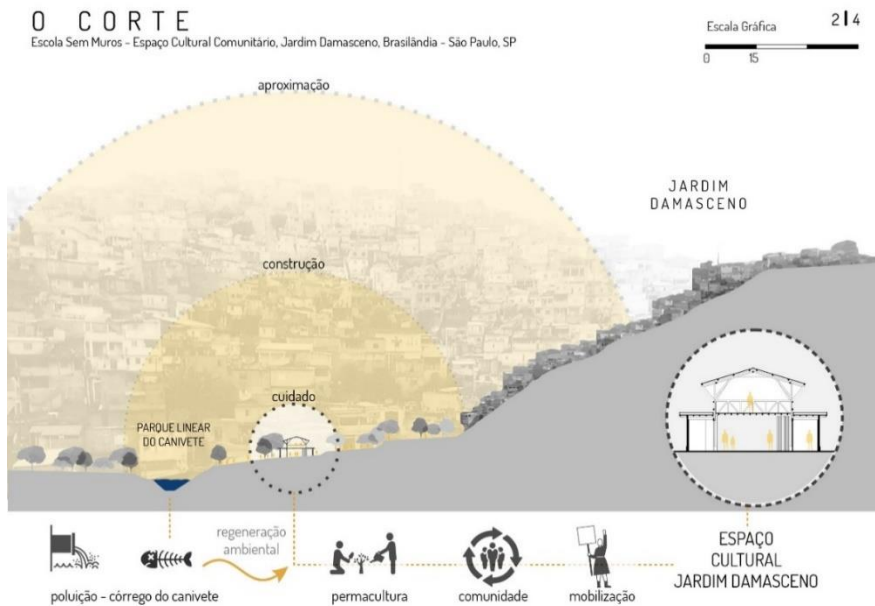 O CORTE
Escola Sem Muros - Espaço Cultural Comunitário, Jardim Damasceno, Brasilândia - São Paulo, SP
Escala Gráfica
2|4
0 15
aproximação
JARDIM
DAMASCENO
construção
cuidado
PARQUE LINEAR
DO CANIVETE
regeneração
ambiental
poluição - córrego do canivete
permacultura
comunidade
mobilização
ESPAÇO
CULTURAL
JARDIM DAMASCENO